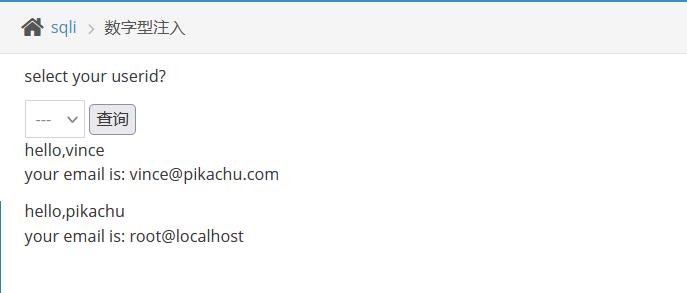 sqli > 数字型注入
select your userid?
--- 查询
hello,vince
your email is: vince@pikachu.com
hello,pikachu
your email is: root@localhost